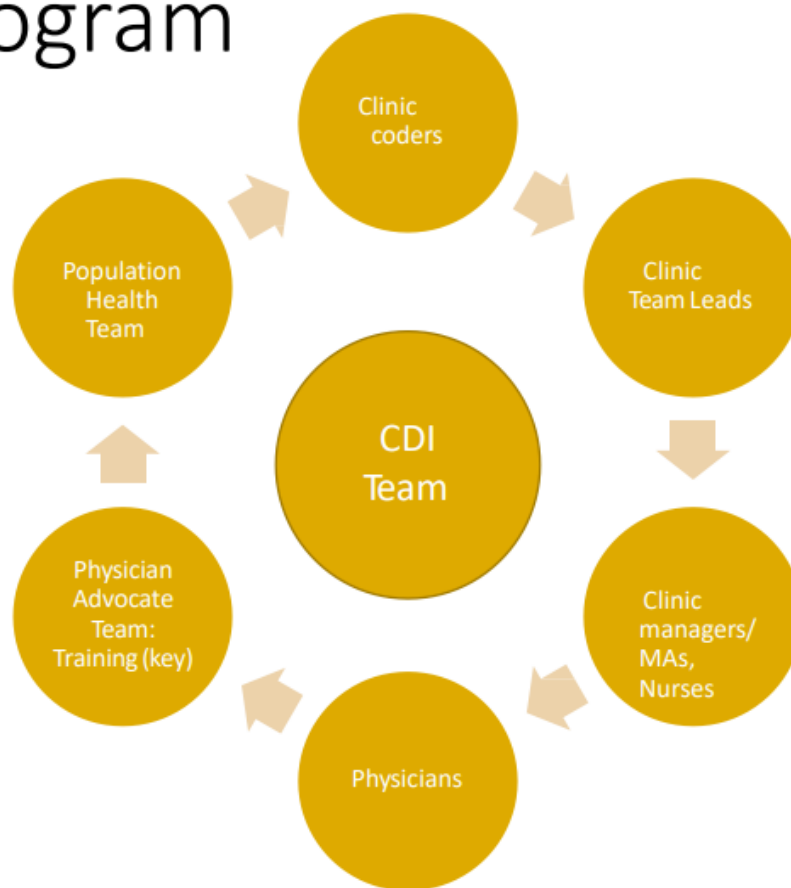 ogram
Clinic
coders
Clinic
Team Leads
Clinic
managers/
MAs,
Nurses
Physicians
Physician
Advocate
Team:
Training (key)
Population
Health
Team
CDI
Team